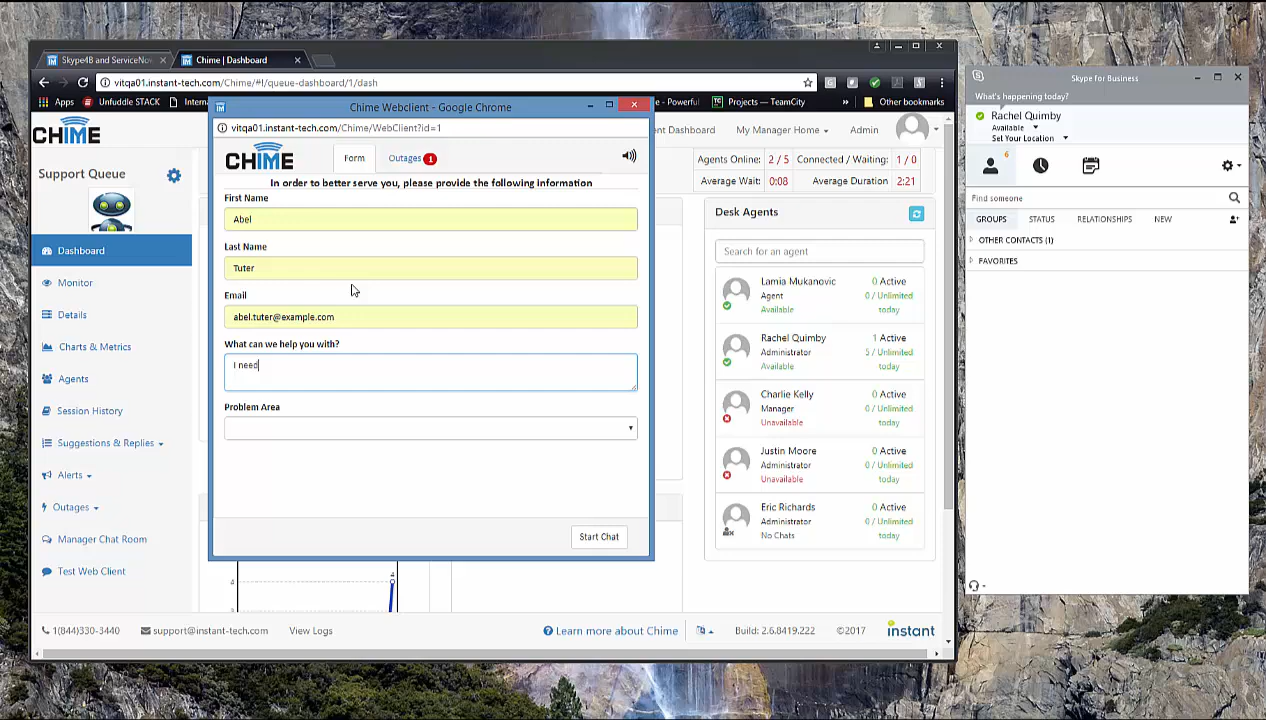 Skype4B and ServiceNo
Chime | Dashboard
vitqa01.instant-tech.com/Chime/#!/queue-dashboard/1/dash
Apps
Unfuddle STACK
Intern
- Powerful
Projects — TeamCity
»
Other bookmarks
CHIME
ent Dashboard
My Manager Home
Admin
Support Queue
Agents Online: 2 / 5
Connected / Waiting: 1 / 0
Average Wait: 0:08
Average Duration 2:21
Dashboard
Monitor
Details
Charts & Metrics
Agents
Session History
Suggestions & Replies
Alerts
Outages
Manager Chat Room
Test Web Client
Chime Webclient - Google Chrome
vitqa01.instant-tech.com/Chime/WebClient?id=1
CHIME
Form
Outages 1
In order to better serve you, please provide the following information
First Name
Abel
Last Name
Tuter
Email
abel.tuter@example.com
What can we help you with?
I need
Problem Area
Start Chat
4
4
Desk Agents
Search for an agent
Lamia Mukanovic
Agent
Available
0 Active
0 / Unlimited
today
Rachel Quimby
Administrator
Available
1 Active
5 / Unlimited
today
Charlie Kelly
Manager
Unavailable
0 Active
0 / Unlimited
today
Justin Moore
Administrator
Unavailable
0 Active
0 / Unlimited
today
Eric Richards
Administrator
No Chats
0 Active
0 / Unlimited
today
1(844)330-3440
support@instant-tech.com
View Logs
Learn more about Chime
Build: 2.6.8419.222
©2017
instant
Skype for Business
What's happening today?
Rachel Quimby
Available
Set Your Location
6
Find someone
GROUPS
STATUS
RELATIONSHIPS
NEW
OTHER CONTACTS (1)
FAVORITES